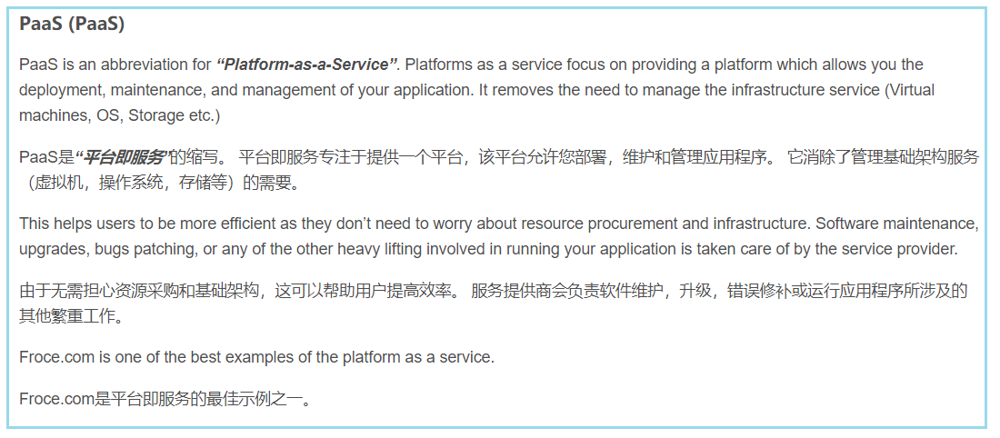 PaaS (PaaS)
PaaS is an abbreviation for “Platform-as-a-Service”. Platforms as a service focus on providing a platform which allows you the
deployment, maintenance, and management of your application. It removes the need to manage the infrastructure service (Virtual
machines, OS, Storage etc.)
PaaS是“平台即服务”的缩写。 平台即服务专注于提供一个平台，该平台允许您部署，维护和管理应用程序。 它消除了管理基础架构服务
（虚拟机，操作系统，存储等）的需要。
This helps users to be more efficient as they don’t need to worry about resource procurement and infrastructure. Software maintenance,
upgrades, bugs patching, or any of the other heavy lifting involved in running your application is taken care of by the service provider.
由于无需担心资源采购和基础架构，这可以帮助用户提高效率。 服务提供商会负责软件维护，升级，错误修补或运行应用程序所涉及的
其他繁重工作。
Froce.com is one of the best examples of the platform as a service.
Froce.com是平台即服务的最佳示例之一。